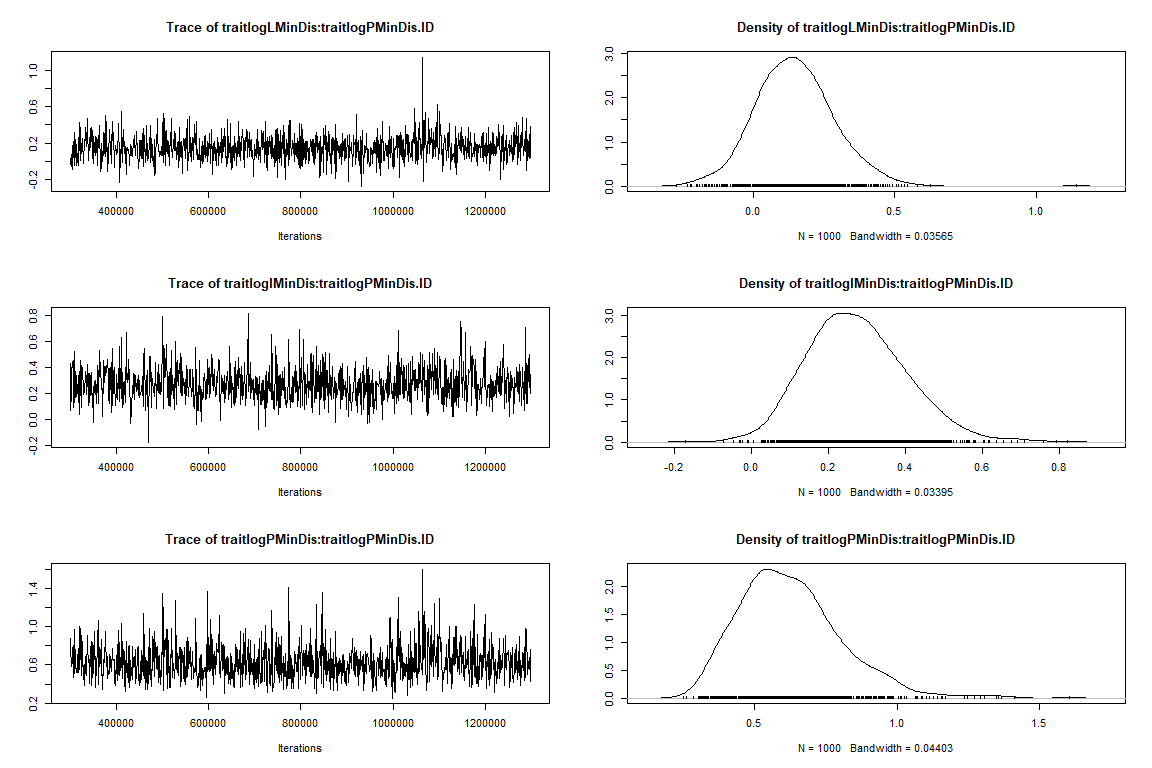 Trace of traitlogLMinDis:traitlogPMinDis.ID
Density of traitlogLMinDis:traitlogPMinDis.ID
-0.2 0.2 0.6 1.0
400000 600000 800000 1000000 1200000
Iterations
0.0 1.0 2.0 3.0
0.0 0.5 1.0
N = 1000 Bandwidth = 0.03565
Trace of traitlogIMinDis:traitlogPMinDis.ID
Density of traitlogIMinDis:traitlogPMinDis.ID
-0.2 0.0 0.2 0.4 0.6 0.8
400000 600000 800000 1000000 1200000
Iterations
0.0 1.0 2.0 3.0
-0.2 0.0 0.2 0.4 0.6 0.8
N = 1000 Bandwidth = 0.03395
Trace of traitlogPMinDis:traitlogPMinDis.ID
Density of traitlogPMinDis:traitlogPMinDis.ID
0.2 0.6 1.0 1.4
400000 600000 800000 1000000 1200000
Iterations
0.0 0.5 1.0 1.5 2.0
0.5 1.0 1.5
N = 1000 Bandwidth = 0.04403